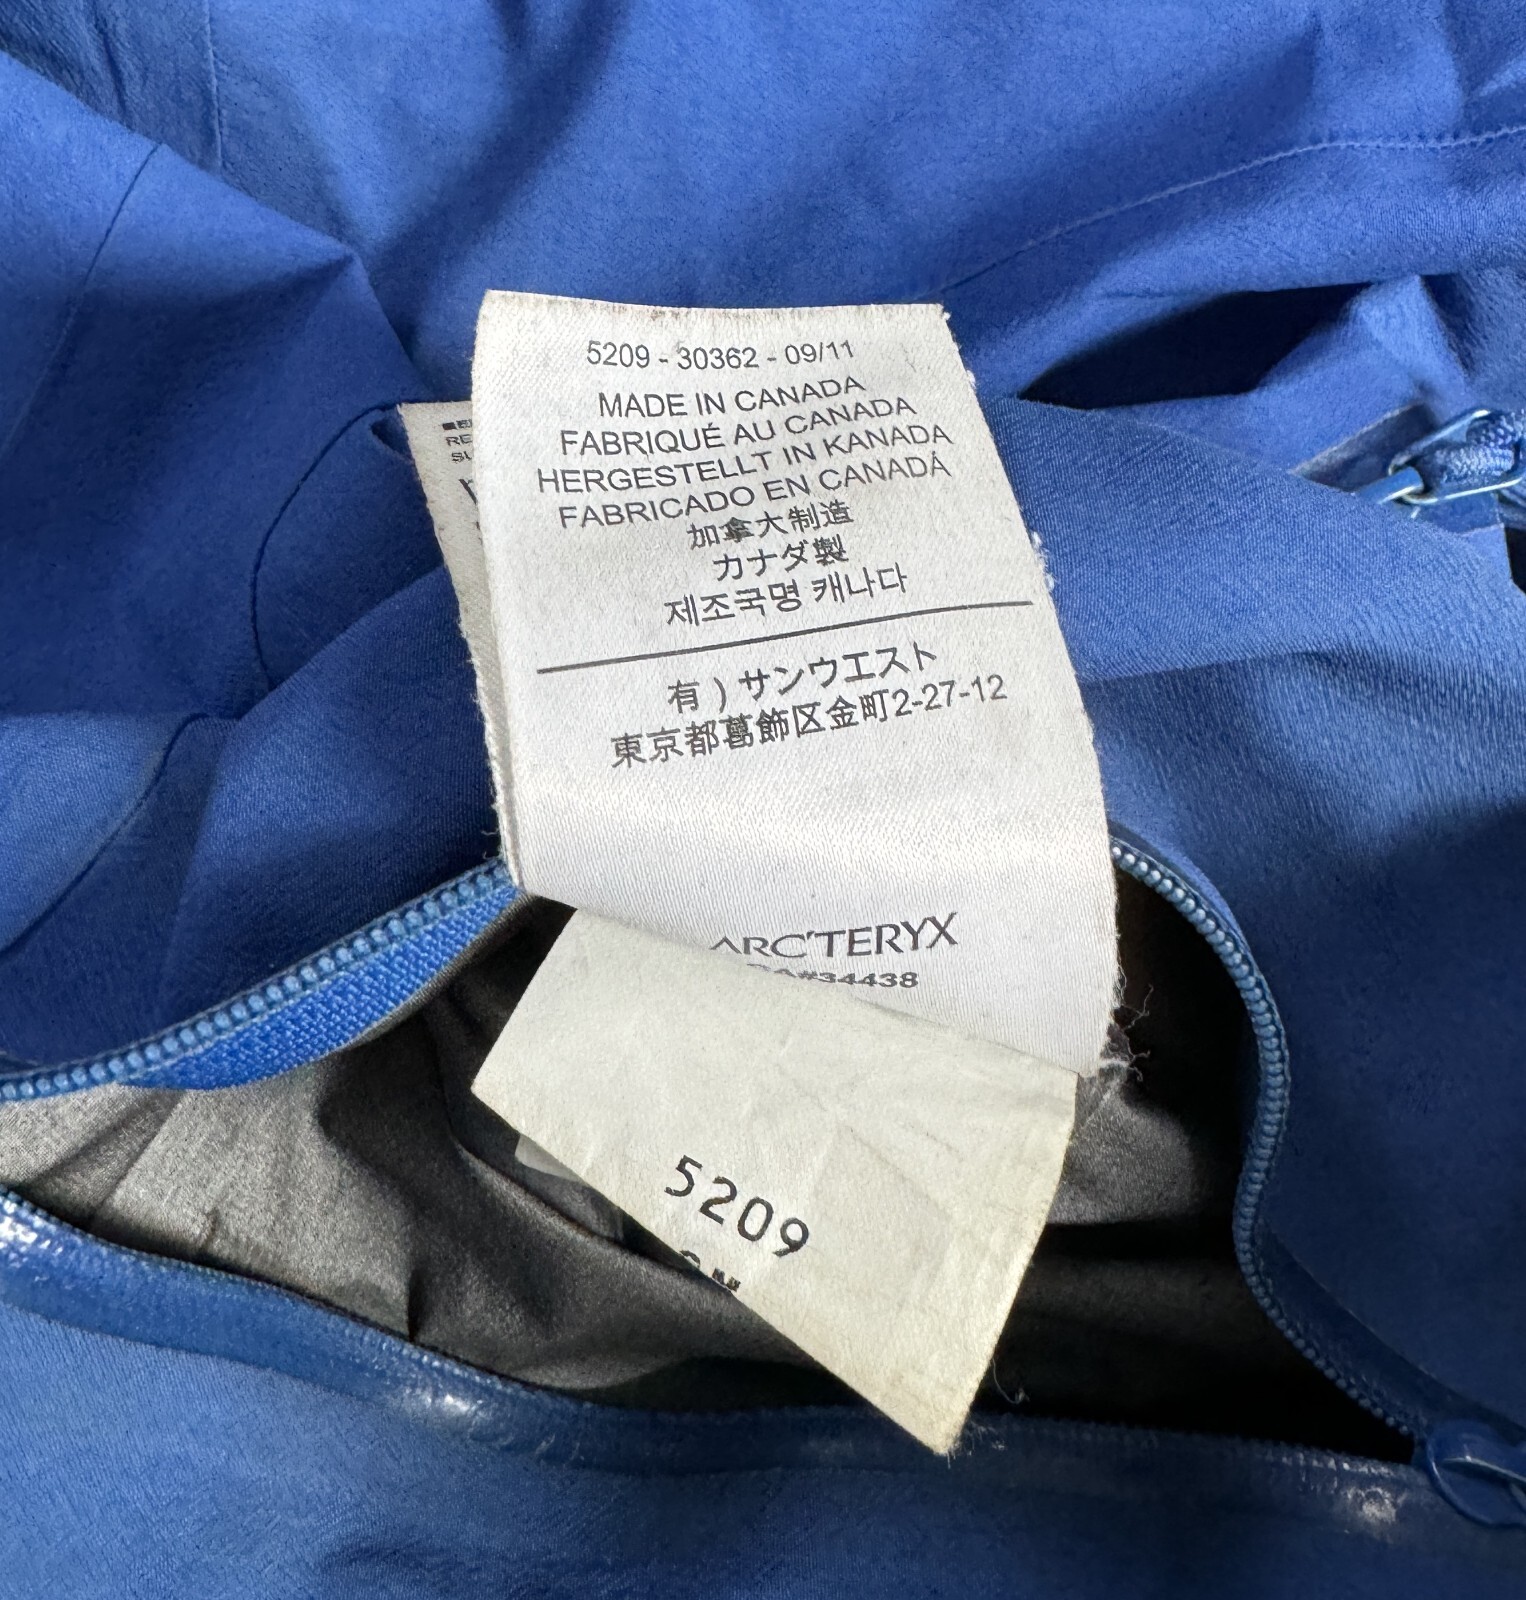 5209 - 30362 - 09/11
MADE IN CANADA
FABRIQUÉ AU CANADA
HERGESTELLT IN KANADA
FABRICADO EN CANADÁ
加拿大制造
カナダ製
제조국명 캐나다
有）サンウエスト
東京都葛飾区金町2-27-12
ARC'TERYX
#34438
5209